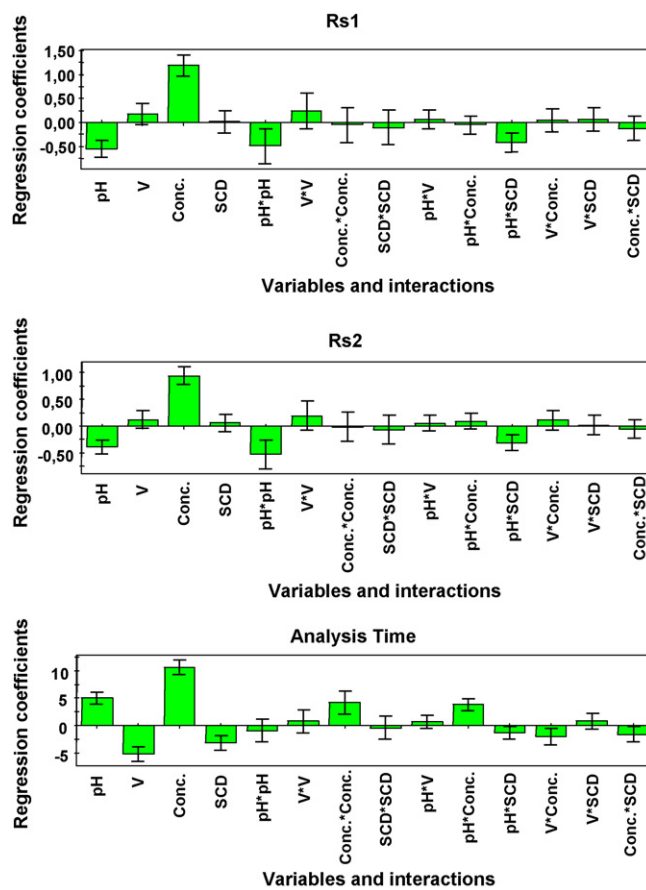 Rs1
Regression coefficients
1,50
1,00
0,50
0,00
-0,50
pH
V
Conc.
SCD
pH*pH
V*V
Conc.*Conc.
SCD*SCD
pH*V
pH*Conc.
pH*SCD
V*Conc.
V*SCD
Conc.*SCD
Variables and interactions
Rs2
Regression coefficients
1,00
0,50
0,00
-0,50
pH
V
Conc.
SCD
pH*pH
V*V
Conc.*Conc.
SCD*SCD
pH*V
pH*Conc.
pH*SCD
V*Conc.
V*SCD
Conc.*SCD
Variables and interactions
Analysis Time
Regression coefficients
10
5
0
-5
pH
V
Conc.
SCD
pH*pH
V*V
Conc.*Conc.
SCD*SCD
pH*V
pH*Conc.
pH*SCD
V*Conc.
V*SCD
Conc.*SCD
Variables and interactions